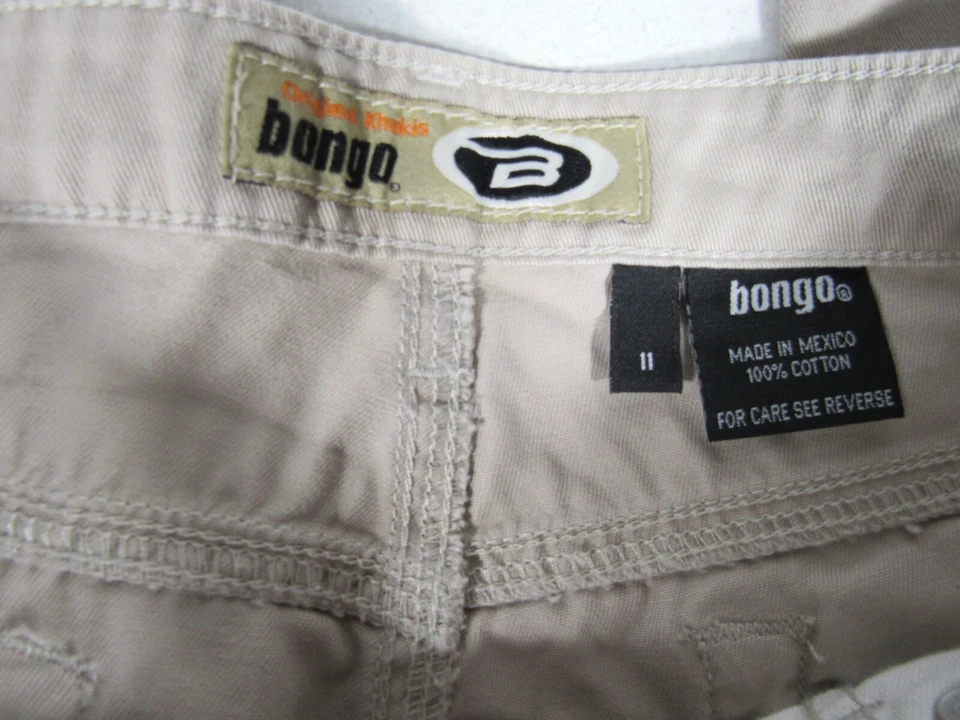 Original Khakis
bongo®
B
11
bongo®
MADE IN MEXICO
100% COTTON
FOR CARE SEE REVERSE